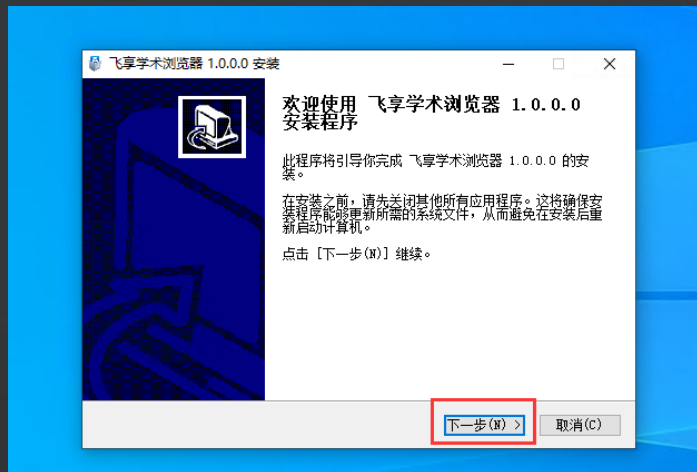 飞享学术浏览器 1.0.0.0 安装
欢迎使用 飞享学术浏览器 1.0.0.0
安装程序
此程序将引导你完成 飞享学术浏览器 1.0.0.0 的安
装。
在安装之前，请先关闭其他所有应用程序。这将确保安
装程序能够更新所需的系统文件，从而避免在安装后重
新启动计算机。
点击 [下一步(N)] 继续。
下一步(N) >
取消(C)